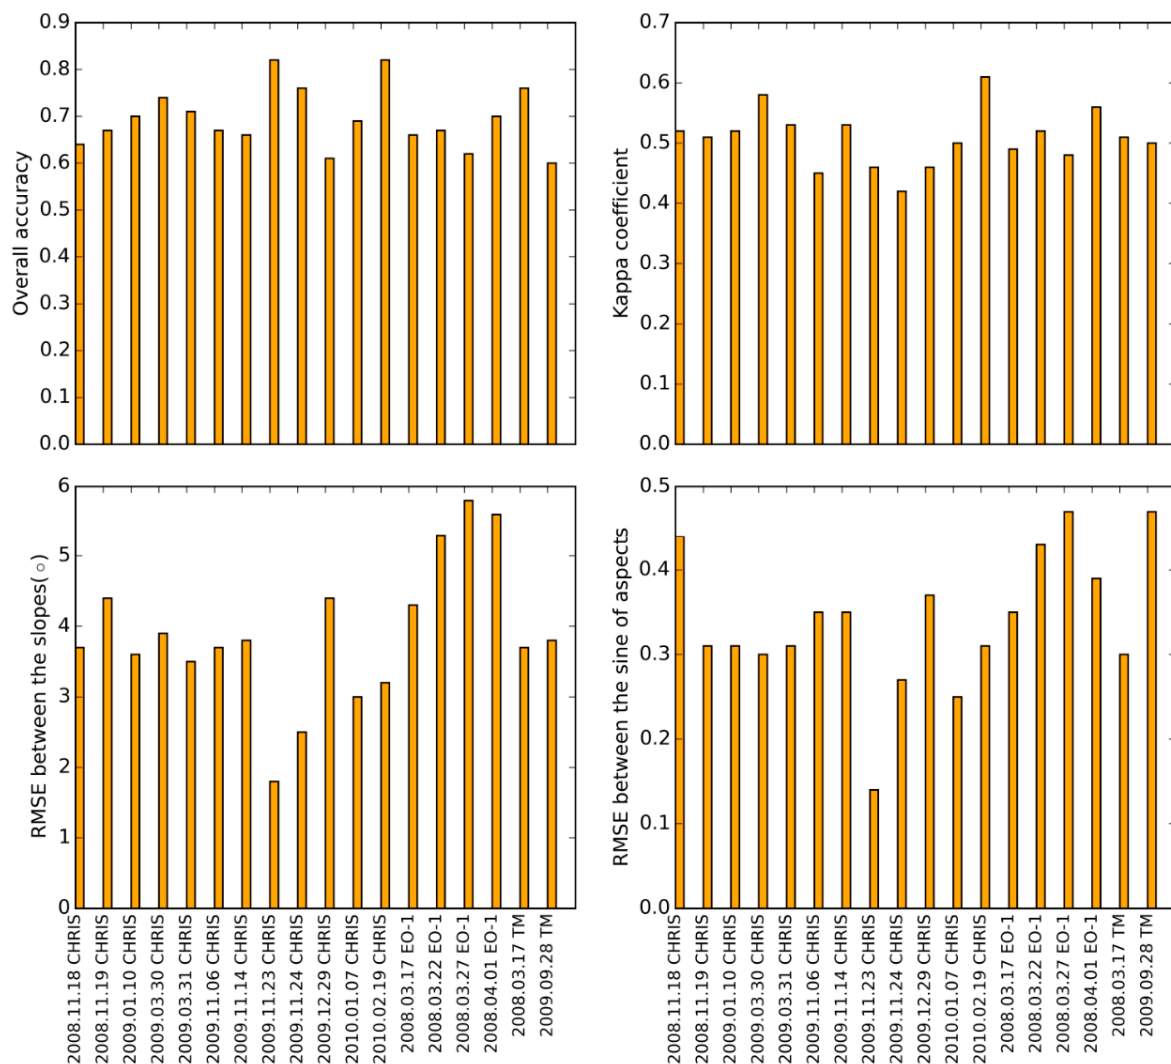 Overall accuracy
0.9
0.8
0.7
0.6
0.5
0.4
0.3
0.2
0.1
0.0
Kappa coefficient
0.7
0.6
0.5
0.4
0.3
0.2
0.1
0.0
RMSE between the slopes(∘)
6
5
4
3
2
1
0
RMSE between the sine of aspects
0.5
0.4
0.3
0.2
0.1
0.0
2008.11.18 CHRIS
2008.11.19 CHRIS
2009.01.10 CHRIS
2009.03.30 CHRIS
2009.03.31 CHRIS
2009.11.06 CHRIS
2009.11.14 CHRIS
2009.11.23 CHRIS
2009.11.24 CHRIS
2009.12.29 CHRIS
2010.01.07 CHRIS
2010.02.19 CHRIS
2008.03.17 EO-1
2008.03.22 EO-1
2008.03.27 EO-1
2008.04.01 EO-1
2008.03.17 TM
2009.09.28 TM
2008.11.18 CHRIS
2008.11.19 CHRIS
2009.01.10 CHRIS
2009.03.30 CHRIS
2009.03.31 CHRIS
2009.11.06 CHRIS
2009.11.14 CHRIS
2009.11.23 CHRIS
2009.11.24 CHRIS
2009.12.29 CHRIS
2010.01.07 CHRIS
2010.02.19 CHRIS
2008.03.17 EO-1
2008.03.22 EO-1
2008.03.27 EO-1
2008.04.01 EO-1
2008.03.17 TM
2009.09.28 TM